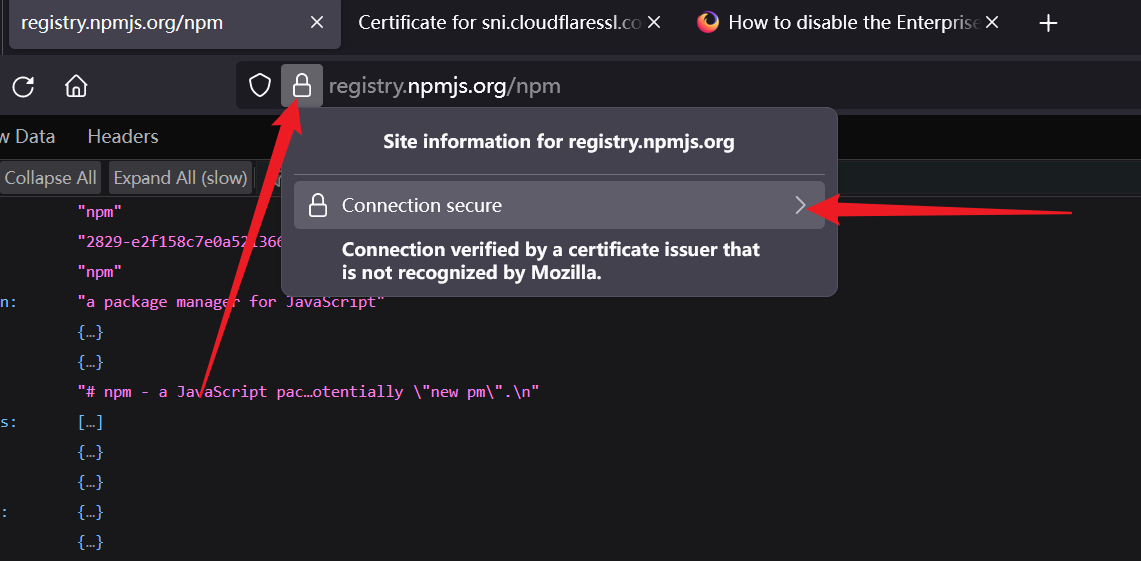 registry.npmjs.org/npm
Certificate for sni.cloudflaressl.co
How to disable the Enterprise
registry.npmjs.org/npm
w Data
Headers
Site information for registry.npmjs.org
Collapse All
Expand All (slow)
Connection secure
"npm"
"2829-e2f158c7e0a521366
Connection verified by a certificate issuer that
is not recognized by Mozilla.
"npm"
n:
"a package manager for JavaScript"
{…}
{…}
"# npm - a JavaScript pac…otentially \"new pm\".\n"
s:
[…]
{…}
{…}
:
{…}
{…}